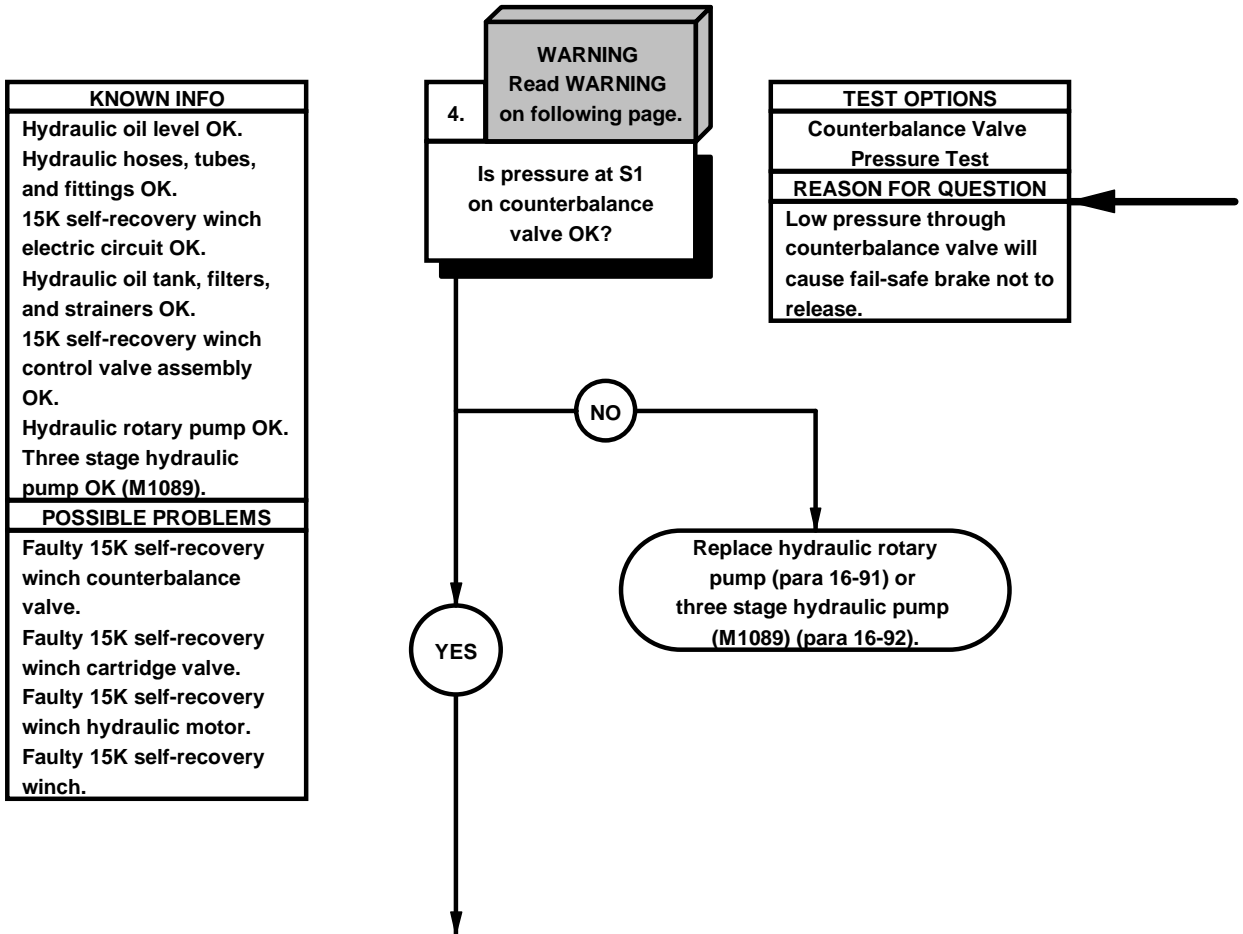 KNOWN INFO
Hydraulic oil level OK.
Hydraulic hoses, tubes,
and fittings OK.
15K self-recovery winch
electric circuit OK.
Hydraulic oil tank, filters,
and strainers OK.
15K self-recovery winch
control valve assembly
OK.
Hydraulic rotary pump OK.
Three stage hydraulic
pump OK (M1089).
POSSIBLE PROBLEMS
Faulty 15K self-recovery
winch counterbalance
valve.
Faulty 15K self-recovery
winch cartridge valve.
Faulty 15K self-recovery
winch hydraulic motor.
Faulty 15K self-recovery
winch.
WARNING
Read WARNING
on following page.
4.
Is pressure at S1
on counterbalance
valve OK?
TEST OPTIONS
Counterbalance Valve
Pressure Test
REASON FOR QUESTION
Low pressure through
counterbalance valve will
cause fail-safe brake not to
release.
NO
Replace hydraulic rotary
pump (para 16-91) or
three stage hydraulic pump
(M1089) (para 16-92).
YES